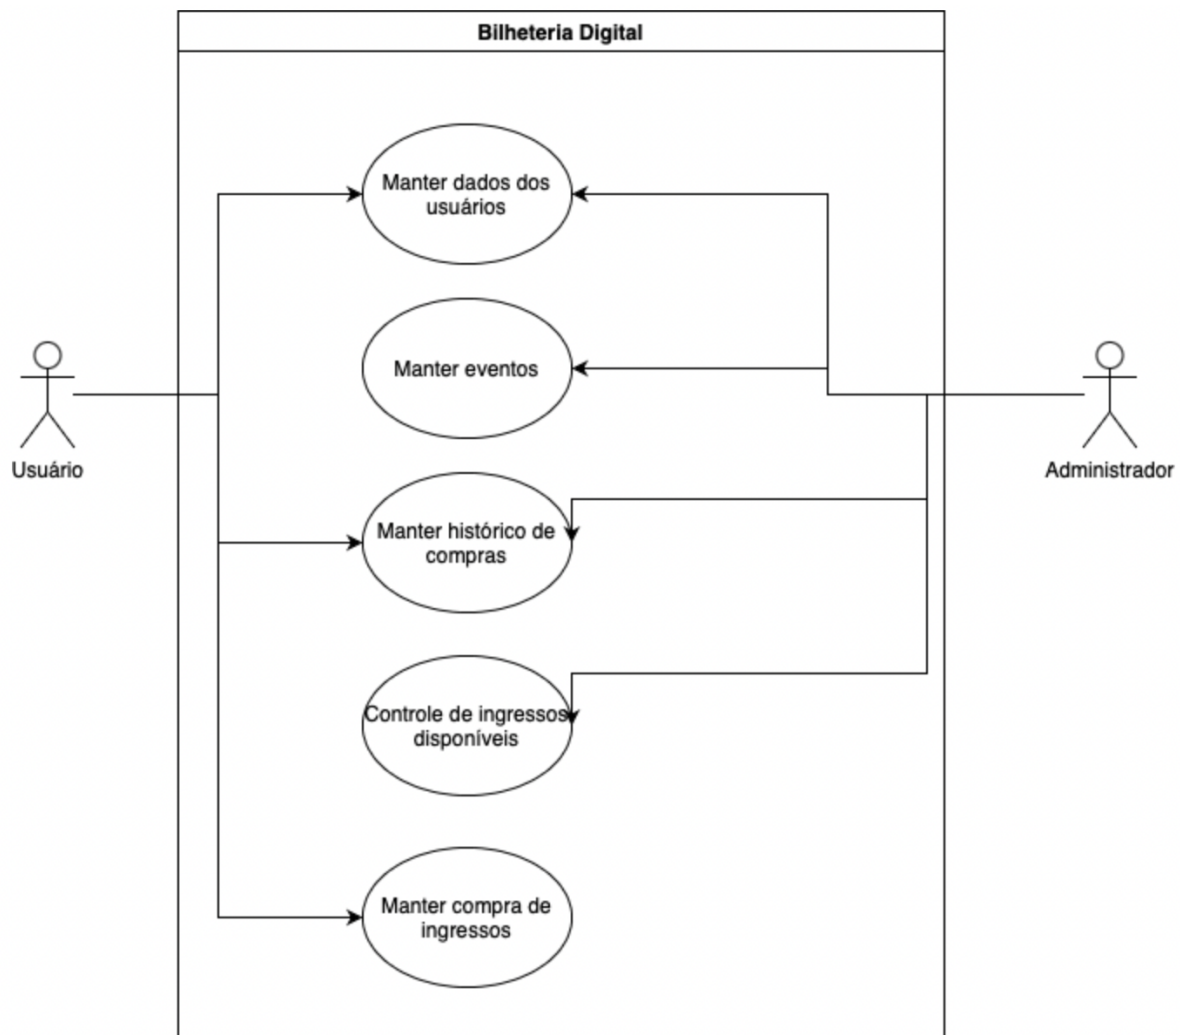 Bilheteria Digital
Manter dados dos
usuários
Manter eventos
Usuário
Administrador
Manter histórico de
compras
Controle de ingressos
disponíveis
Manter compra de
ingressos